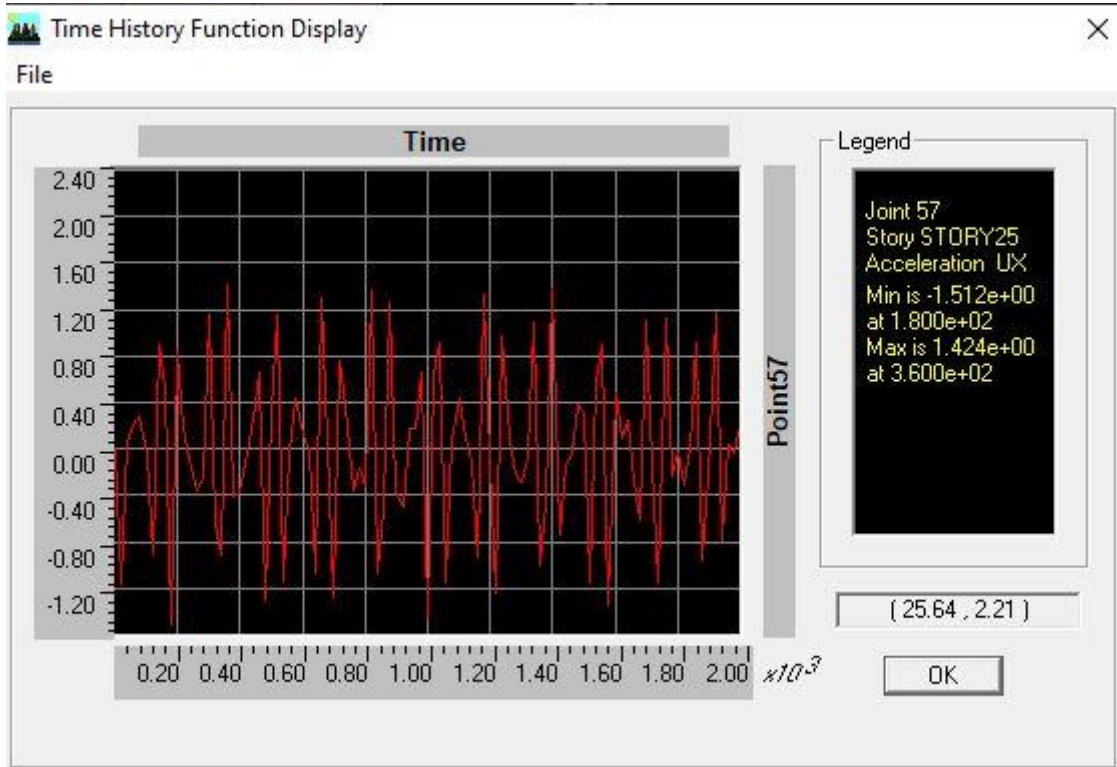 Time History Function Display
File
Time
2.40
2.00
1.60
1.20
0.80
0.40
0.00
-0.40
-0.80
-1.20
0.20 0.40 0.60 0.80 1.00 1.20 1.40 1.60 1.80 2.00 x10^3
Point57
Legend
Joint 57
Story STORY25
Acceleration UX
Min is -1.512e+00
at 1.800e+02
Max is 1.424e+00
at 3.600e+02
( 25.64 , 2.21 )
OK